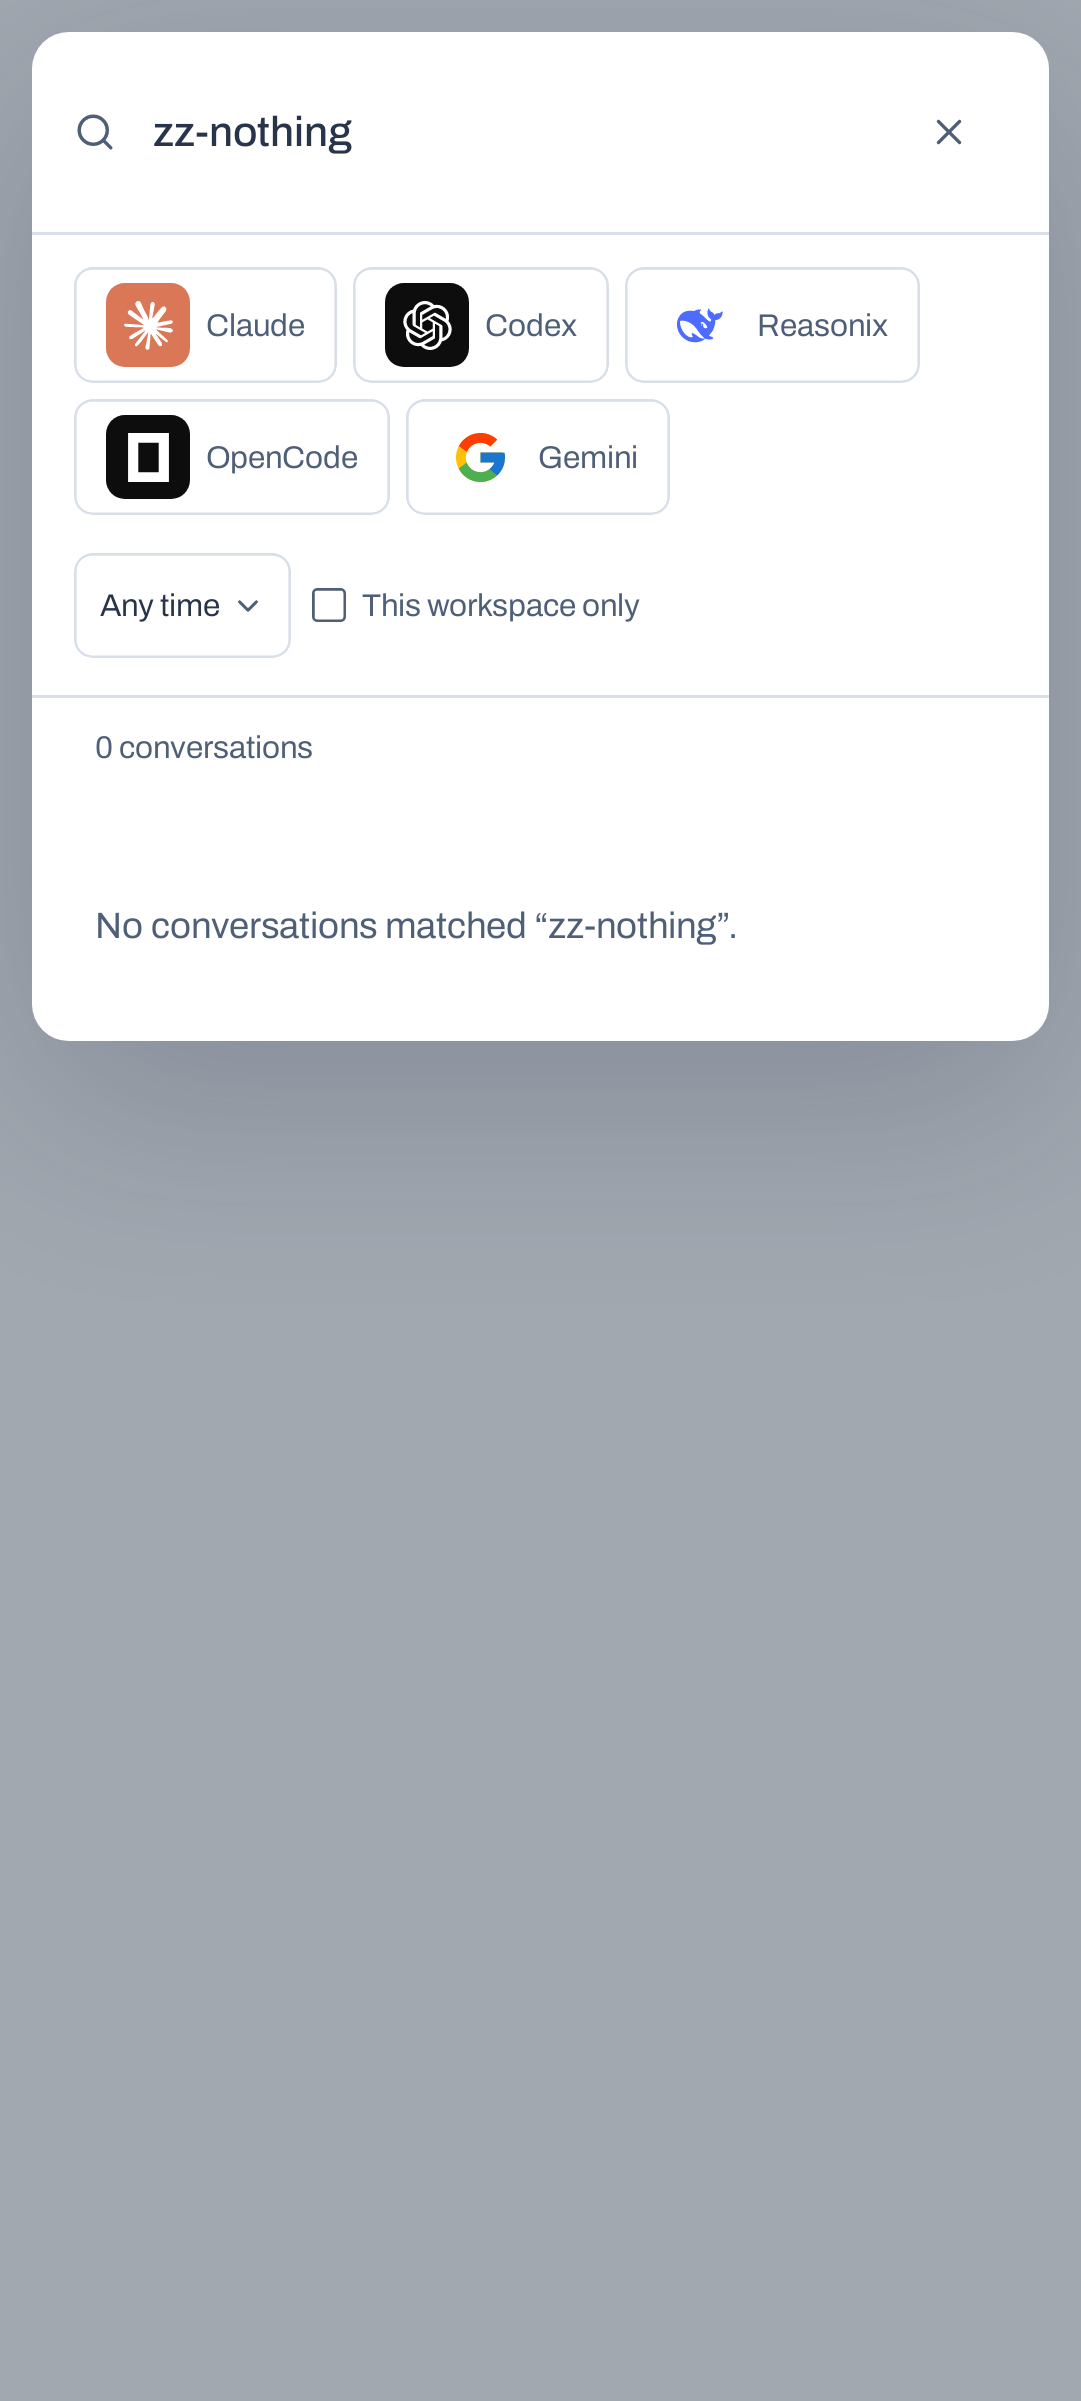 zz-nothing
Claude
Codex
Reasonix
OpenCode
Gemini
Any time
This workspace only
0 conversations
No conversations matched “zz-nothing”.